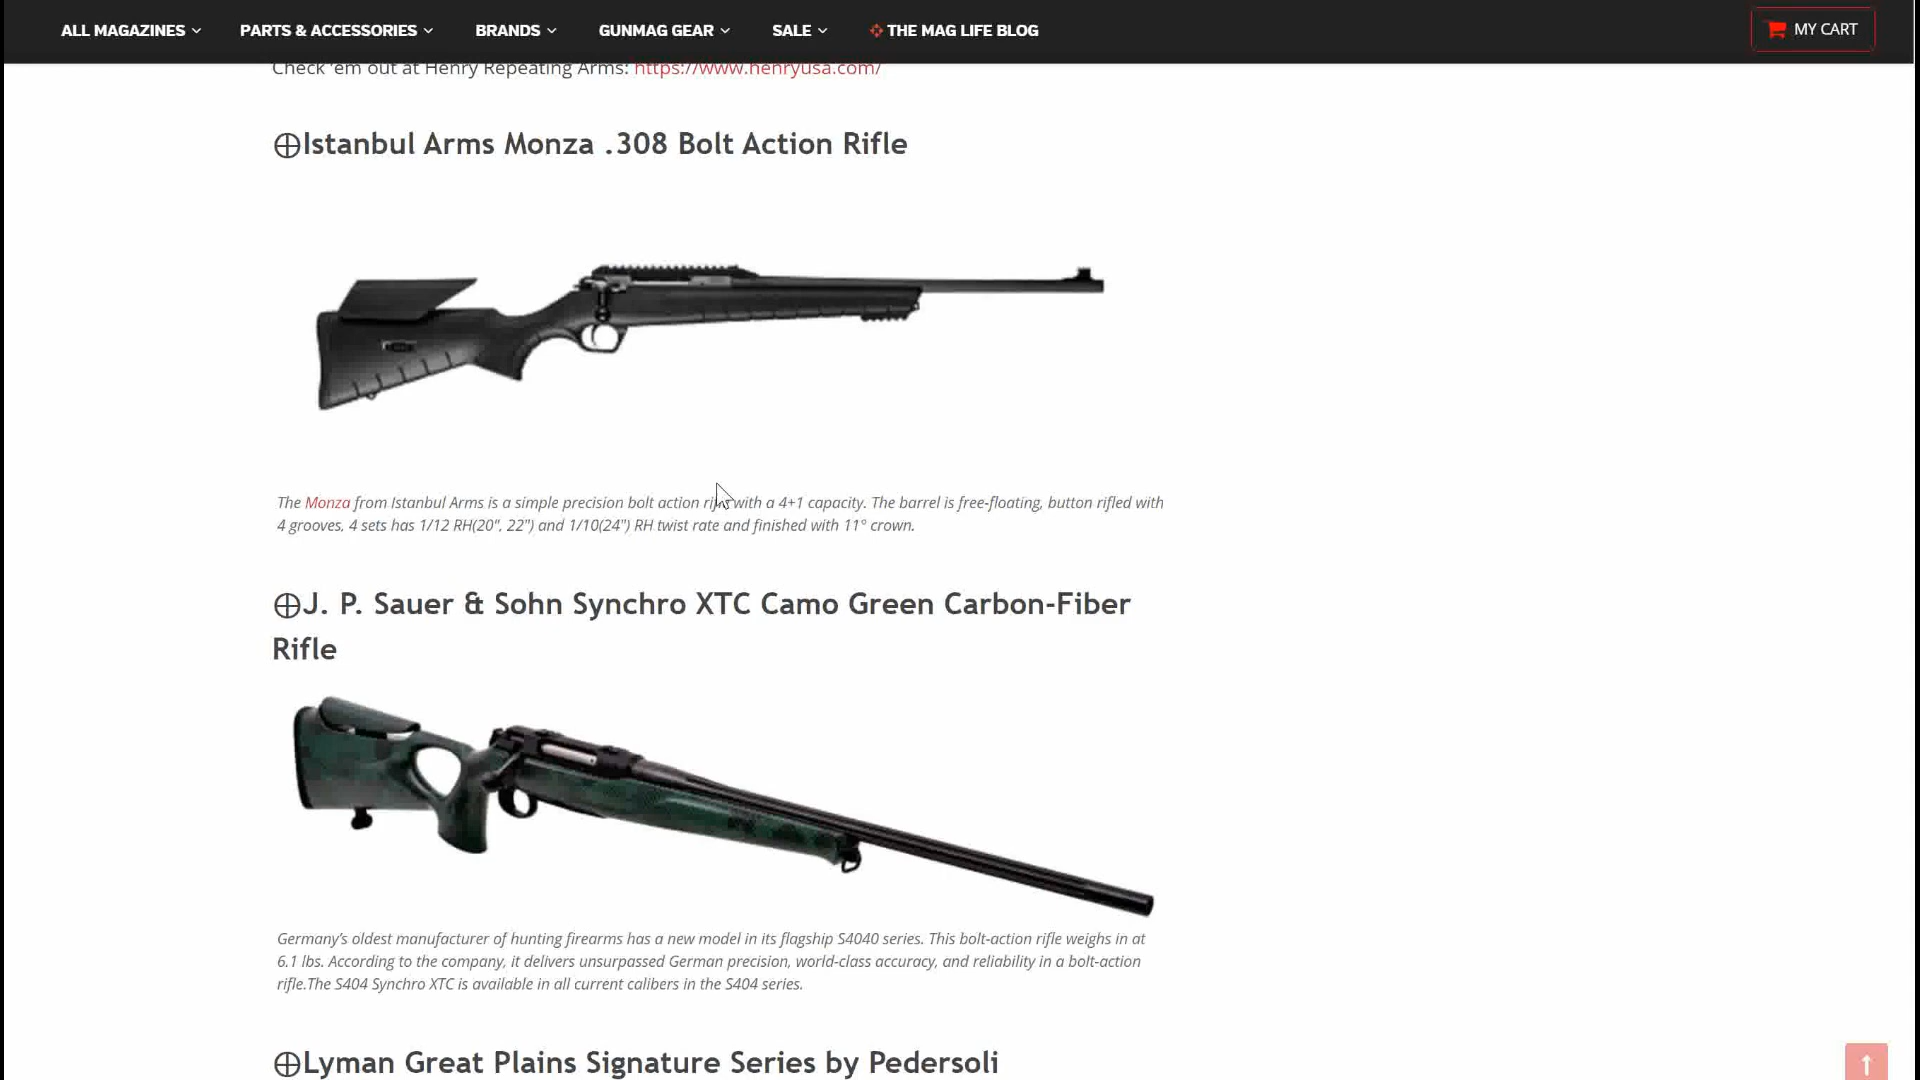 ALL MAGAZINES PARTS & ACCESSORIES BRANDS GUNMAG GEAR SALE THE MAG LIFE BLOG MY CART
Check 'em out at Henry Repeating Arms: https://www.henryusa.com/
⨁Istanbul Arms Monza .308 Bolt Action Rifle
The Monza from Istanbul Arms is a simple precision bolt action rifle with a 4+1 capacity. The barrel is free-floating, button rifled with
4 grooves, 4 sets has 1/12 RH(20", 22") and 1/10(24") RH twist rate and finished with 11° crown.
⨁J. P. Sauer & Sohn Synchro XTC Camo Green Carbon-Fiber
Rifle
Germany's oldest manufacturer of hunting firearms has a new model in its flagship S4040 series. This bolt-action rifle weighs in at
6.1 lbs. According to the company, it delivers unsurpassed German precision, world-class accuracy, and reliability in a bolt-action
rifle.The S404 Synchro XTC is available in all current calibers in the S404 series.
⨁Lyman Great Plains Signature Series by Pedersoli